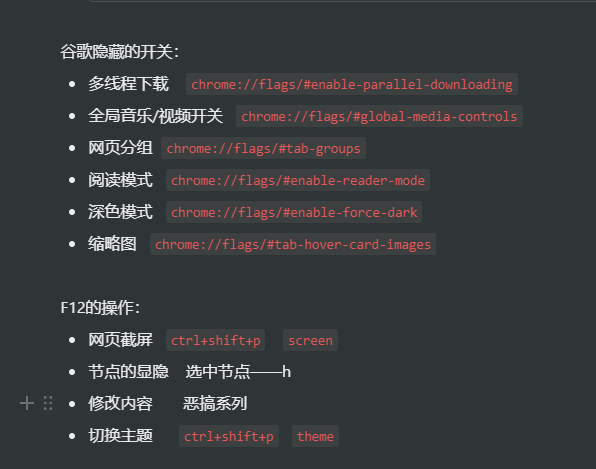 谷歌隐藏的开关：
多线程下载 chrome://flags/#enable-parallel-downloading
全局音乐/视频开关 chrome://flags/#global-media-controls
网页分组 chrome://flags/#tab-groups
阅读模式 chrome://flags/#enable-reader-mode
深色模式 chrome://flags/#enable-force-dark
缩略图 chrome://flags/#tab-hover-card-images
F12的操作：
网页截屏 ctrl+shift+p screen
节点的显隐 选中节点——h
修改内容 恶搞系列
切换主题 ctrl+shift+p theme